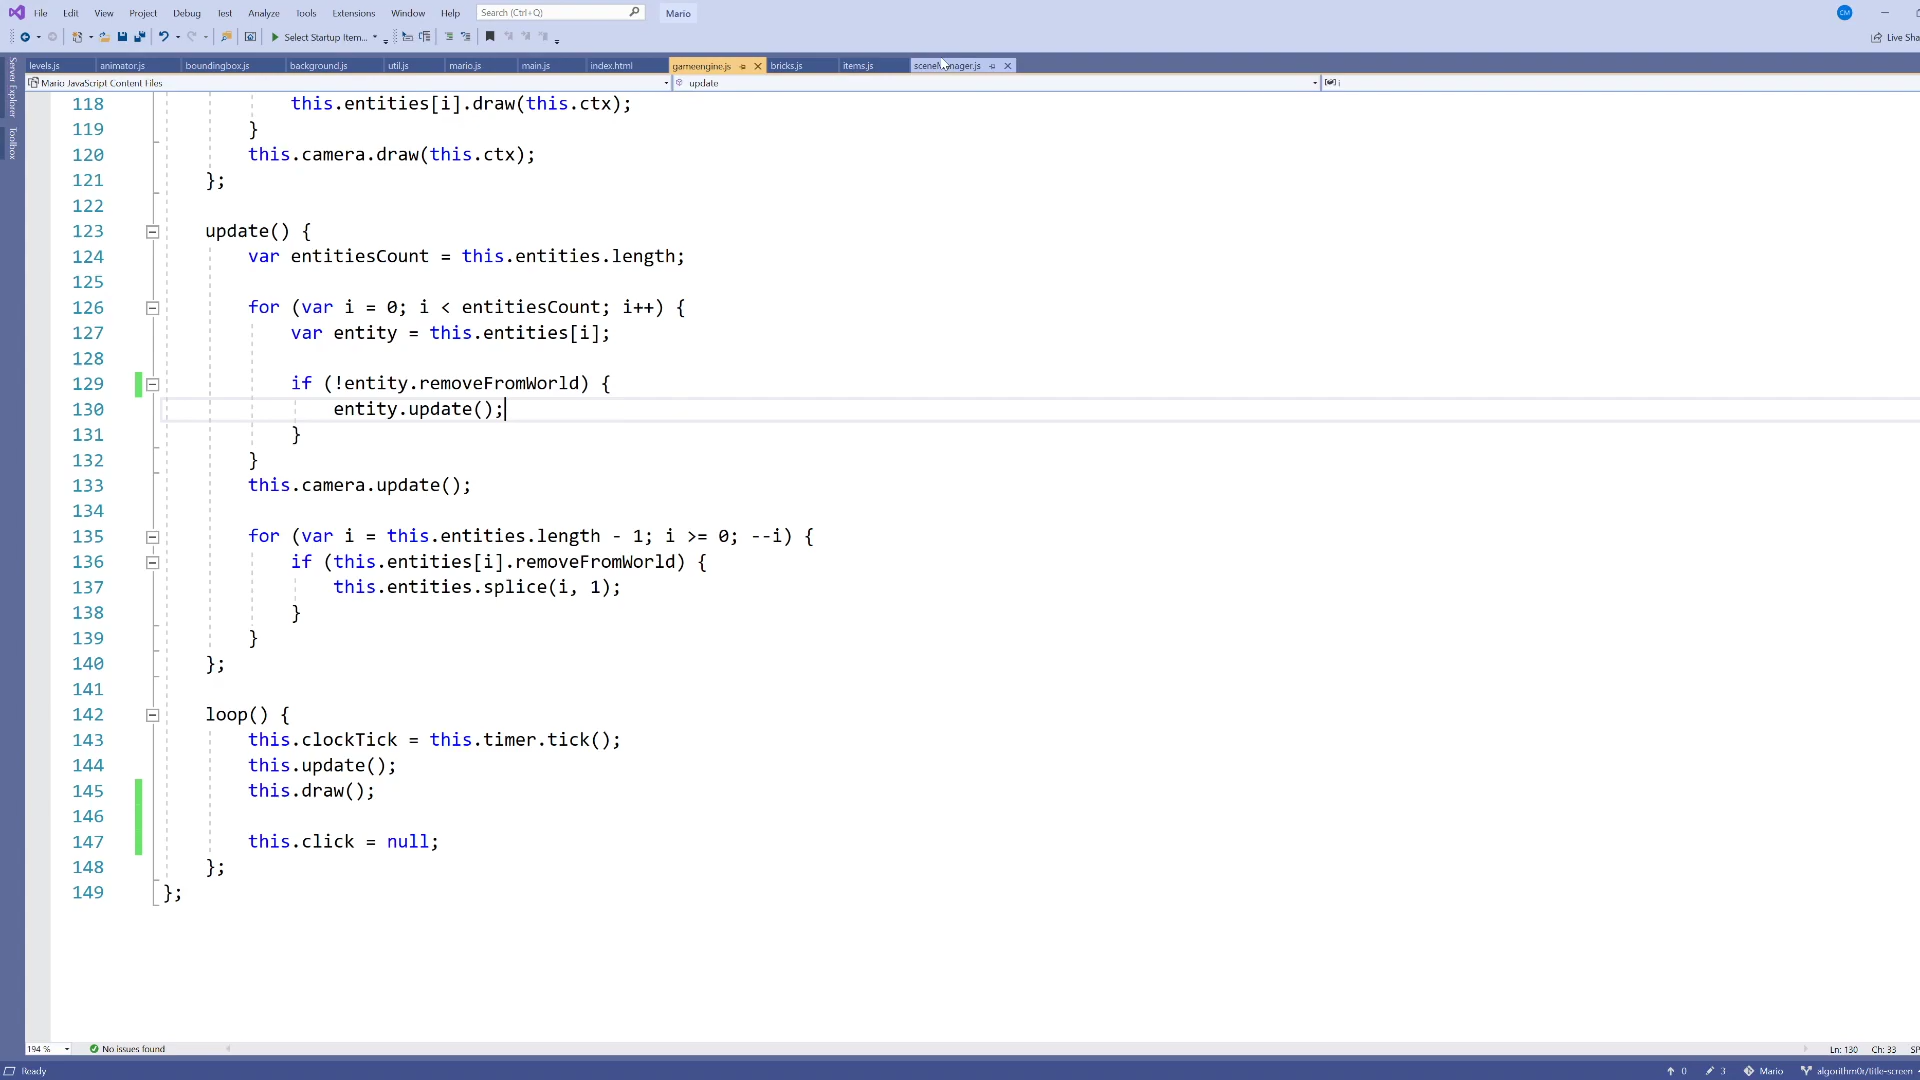 File Edit View Project Debug Test Analyze Tools Extensions Window Help Search (Ctrl+Q) Mario CM
Select Startup Item... Live Sha
levels.js animator.js boundingbox.js background.js util.js mario.js main.js index.html gameengine.js bricks.js items.js scenemanager.js
Server Explorer
Toolbox
Mario JavaScript Content Files update i
118 this.entities[i].draw(this.ctx);
119 }
120 this.camera.draw(this.ctx);
121 };
122
123 update() {
124 var entitiesCount = this.entities.length;
125
126 for (var i = 0; i < entitiesCount; i++) {
127 var entity = this.entities[i];
128
129 if (!entity.removeFromWorld) {
130 entity.update();
131 }
132 }
133 this.camera.update();
134
135 for (var i = this.entities.length - 1; i >= 0; --i) {
136 if (this.entities[i].removeFromWorld) {
137 this.entities.splice(i, 1);
138 }
139 }
140 };
141
142 loop() {
143 this.clockTick = this.timer.tick();
144 this.update();
145 this.draw();
146
147 this.click = null;
148 };
149 };
194 % No issues found Ln: 130 Ch: 33 SP
Ready 0 3 Mario algorithm0r/title-screen